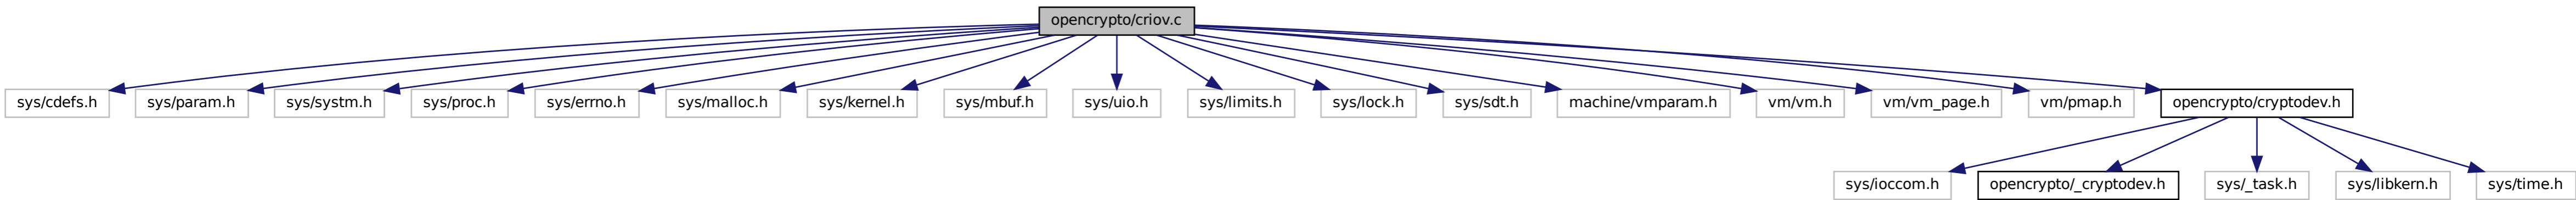 opencrypto/criov.c
sys/cdefs.h
sys/param.h
sys/systm.h
sys/proc.h
sys/errno.h
sys/malloc.h
sys/kernel.h
sys/mbuf.h
sys/uio.h
sys/limits.h
sys/lock.h
sys/sdt.h
machine/vmparam.h
vm/vm.h
vm/vm_page.h
vm/pmap.h
opencrypto/cryptodev.h
sys/ioccom.h
opencrypto/_cryptodev.h
sys/_task.h
sys/libkern.h
sys/time.h